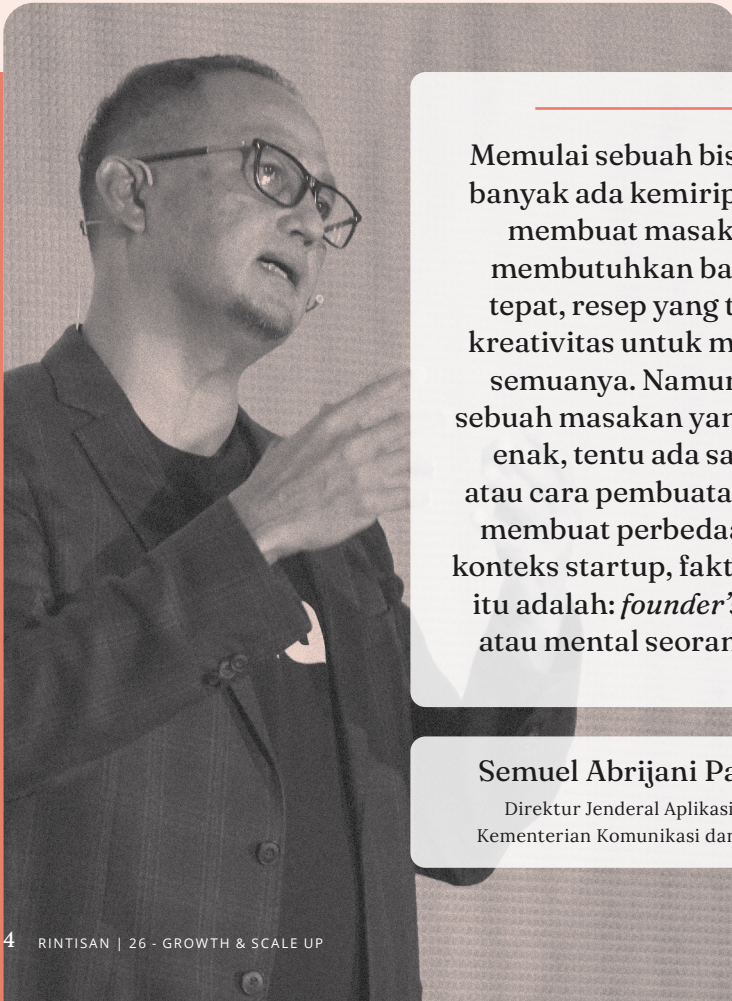 Memulai sebuah bis
banyak ada kemirip
membuat masak
membutuhkan ba
tepat, resep yang t
kreativitas untuk m
semuanya. Namun
sebuah masakan yan
enak, tentu ada sa
atau cara pembuata
membuat perbedaa
konteks startup, fakt
itu adalah: founder’s
atau mental seoran
Semuel Abrijani Pa
Direktur Jenderal Aplikasi
Kementerian Komunikasi dan
4 RINTISAN | 26 - GROWTH & SCALE UP